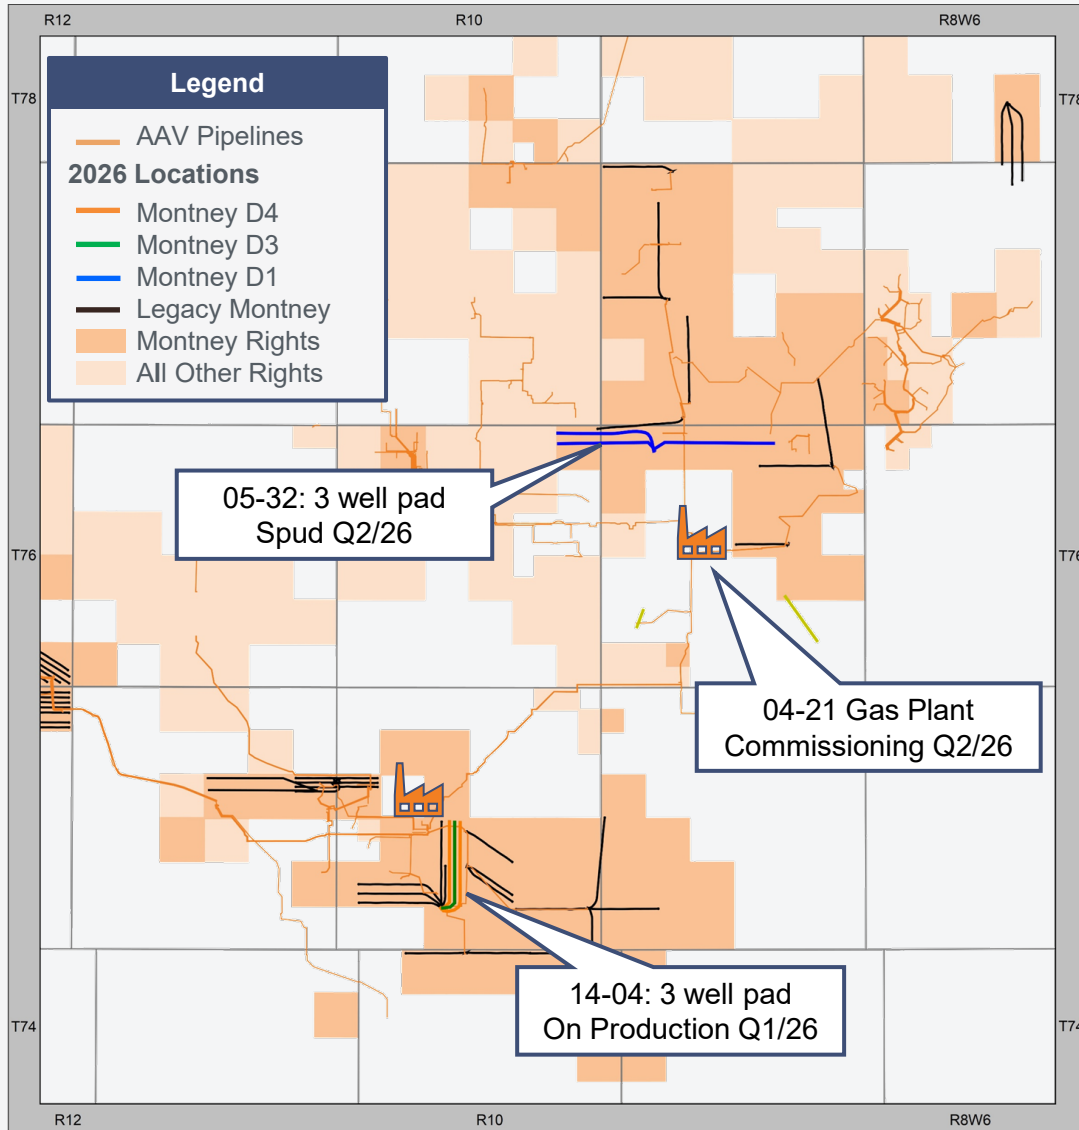 R12
R10
R8W6
Legend
T78
T78
AAV Pipelines
2026 Locations
Montney D4
Montney D3
Montney D1
Legacy Montney
Montney Rights
All Other Rights
05-32: 3 well pad
Spud Q2/26
T76
T76
04-21 Gas Plant
Commissioning Q2/26
14-04: 3 well pad
On Production Q1/26
T74
T74
R12
R10
R8W6